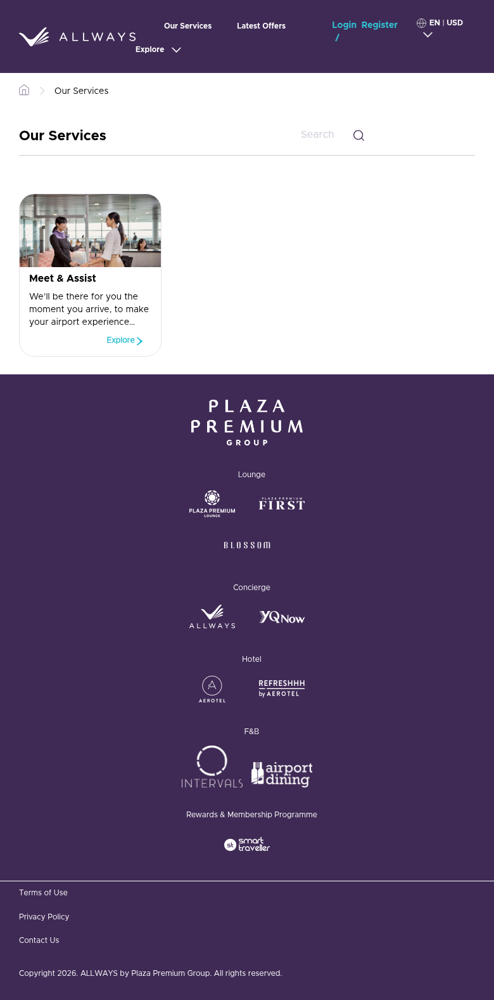 ALLWAYS
Our Services
Latest Offers
Explore
Login / Register
EN | USD
Our Services
Our Services
Search
Meet & Assist
We'll be there for you the
moment you arrive, to make
your airport experience…
Explore
PLAZA
PREMIUM
GROUP
Lounge
PLAZA PREMIUM
LOUNGE
PLAZA PREMIUM
FIRST
BLOSSOM
Concierge
ALLWAYS
YQNow
Hotel
A
AEROTEL
REFRESHHH
by AEROTEL
F&B
INTERVALS
airport
dining
Rewards & Membership Programme
st smart
traveller
Terms of Use
Privacy Policy
Contact Us
Copyright 2026. ALLWAYS by Plaza Premium Group. All rights reserved.